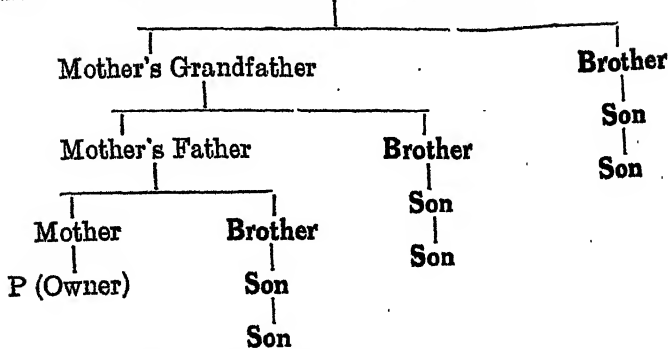 Mother's Grandfather Brother
Son
Mother's Father Brother Son
Son
Mother Brother Son
P (Owner) Son
Son